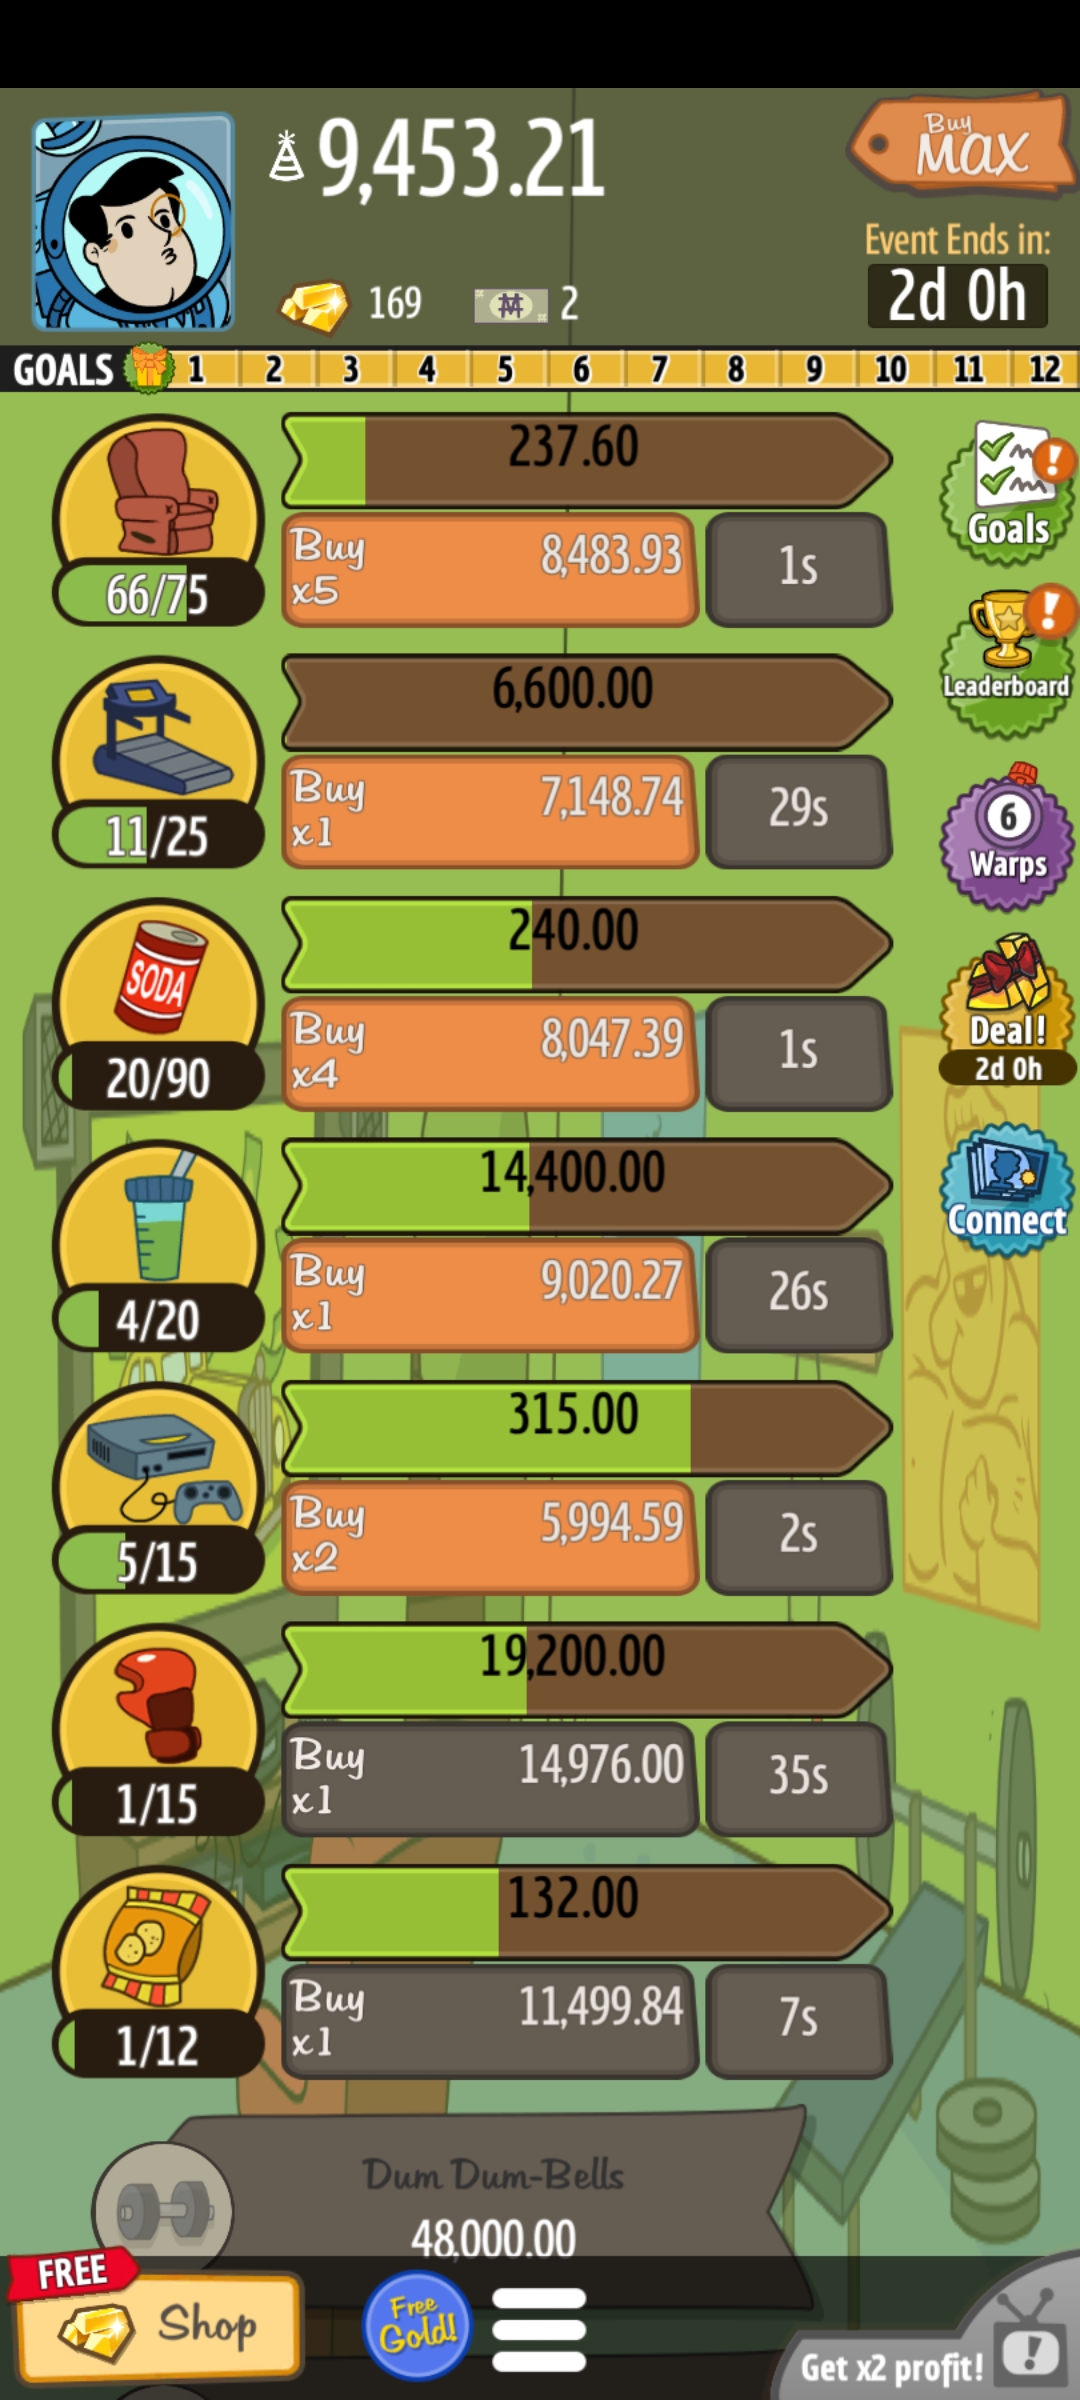 9,453.21
Buy
MAX
Event Ends in:
2d 0h
169
2
GOALS 1 2 3 4 5 6 7 8 9 10 11 12
237.60
66/75
Buy
x5
8,483.93
1s
Goals
6,600.00
11/25
Buy
x1
7,148.74
29s
Leaderboard
6
Warps
240.00
SODA
20/90
Buy
x4
8,047.39
1s
Deal!
2d 0h
14,400.00
4/20
Buy
x1
9,020.27
26s
Connect
315.00
5/15
Buy
x2
5,994.59
2s
19,200.00
1/15
Buy
x1
14,976.00
35s
132.00
1/12
Buy
x1
11,499.84
7s
Dum Dum-Bells
48,000.00
FREE
Shop
Free
Gold!
Get x2 profit!